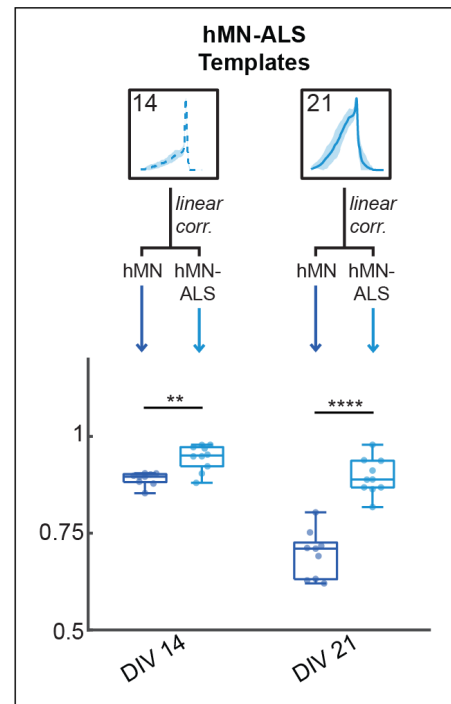 hMN-ALS
Templates
14
21
linear
corr.
linear
corr.
hMN
hMN-
ALS
hMN
hMN-
ALS
**
****
1
0.75
0.5
DIV 14
DIV 21